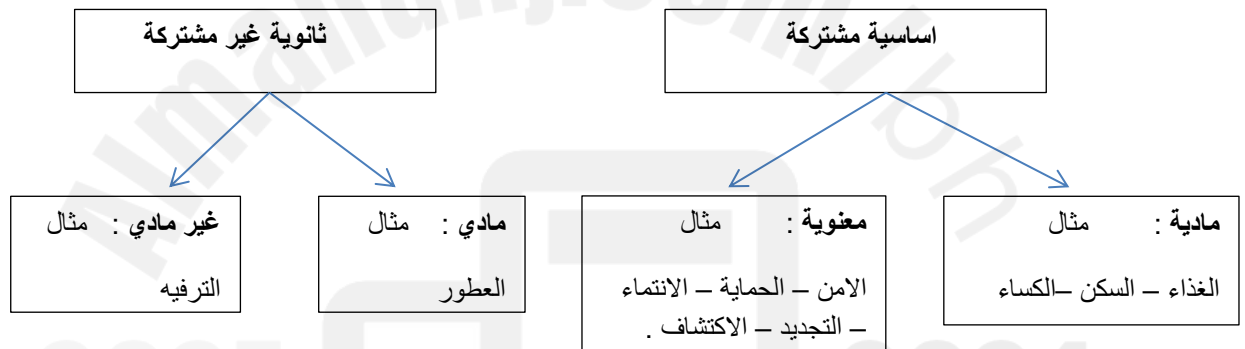 اساسية مشتركة
ثانوية غير مشتركة
مادية : مثال
الغذاء – السكن –الكساء
معنوية : مثال
الامن – الحماية – الانتماء
– التجديد – الاكتشاف .
مادي : مثال
العطور
غير مادي : مثال
الترفيه